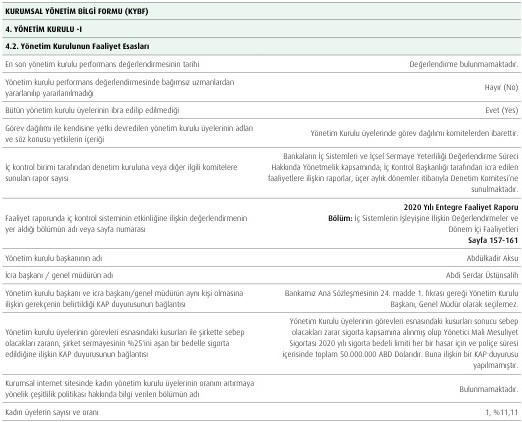 KURUMSAL YÖNETİM BİLGİ FORMU (KYBF)
4. YÖNETİM KURULU -I
4.2. Yönetim Kurulunun Faaliyet Esasları
En son yönetim kurulu performans değerlendirmesinin tarihi
Değerlendirme bulunmamaktadır.
Yönetim kurulu performans değerlendirmesinde bağımsız uzmanlardan
yararlanılıp yararlanılmadığı
Hayır (No)
Bütün yönetim kurulu üyelerinin ibra edilip edilmediği
Evet (Yes)
Görev dağılımı ile kendisine yetki devredilen yönetim kurulu üyelerinin adları
ve söz konusu yetkilerin içeriği
Yönetim Kurulu üyelerinde görev dağılımı komitelerden ibarettir.
İç kontrol birimi tarafından denetim kuruluna veya diğer ilgili komitelere
sunulan rapor sayısı
Bankaların İç Sistemleri ve İçsel Sermaye Yeterliliği Değerlendirme Süreci
Hakkında Yönetmelik kapsamında; İç Kontrol Başkanlığı tarafından icra edilen
faaliyetlere ilişkin raporlar, üçer aylık dönemler itibarıyla Denetim Komitesi'ne
sunulmaktadır.
Faaliyet raporunda iç kontrol sisteminin etkinliğine ilişkin değerlendirmenin
yer aldığı bölümün adı veya sayfa numarası
2020 Yılı Entegre Faaliyet Raporu
Bölüm: İç Sistemlerin İşleyişine İlişkin Değerlendirmeler ve
Dönem İçi Faaliyetleri
Sayfa 157-161
Yönetim kurulu başkanının adı
Abdülkadir Aksu
İcra başkanı / genel müdürün adı
Abdi Serdar Üstünsalih
Yönetim kurulu başkanı ve icra başkanı/genel müdürün aynı kişi olmasına
ilişkin gerekçenin belirtildiği KAP duyurusunun bağlantısı
Bankamız Ana Sözleşmesinin 24. madde 1. fıkrası gereği Yönetim Kurulu
Başkanı, Genel Müdür olarak seçilemez.
Yönetim kurulu üyelerinin görevleri esnasındaki kusurları ile şirkette sebep
olacakları zararın, şirket sermayesinin %25'ini aşan bir bedelle sigorta
edildiğine ilişkin KAP duyurusunun bağlantısı
Yönetim Kurulu üyelerinin görevleri esnasındaki kusurları sonucu sebep
olacakları zarar sigorta kapsamına alınmış olup Yönetici Mali Mesuliyet
Sigortası 2020 yılı sigorta bedeli limiti her bir hasar için ve poliçe süresi
içerisinde toplam 50.000.000 ABD Dolarıdır. Buna ilişkin bir KAP duyurusu
yapılmamıştır.
Kurumsal internet sitesinde kadın yönetim kurulu üyelerinin oranını artırmaya
yönelik çeşitlilik politikası hakkında bilgi verilen bölümün adı
Bulunmamaktadır.
Kadın üyelerin sayısı ve oranı
1, %11,11